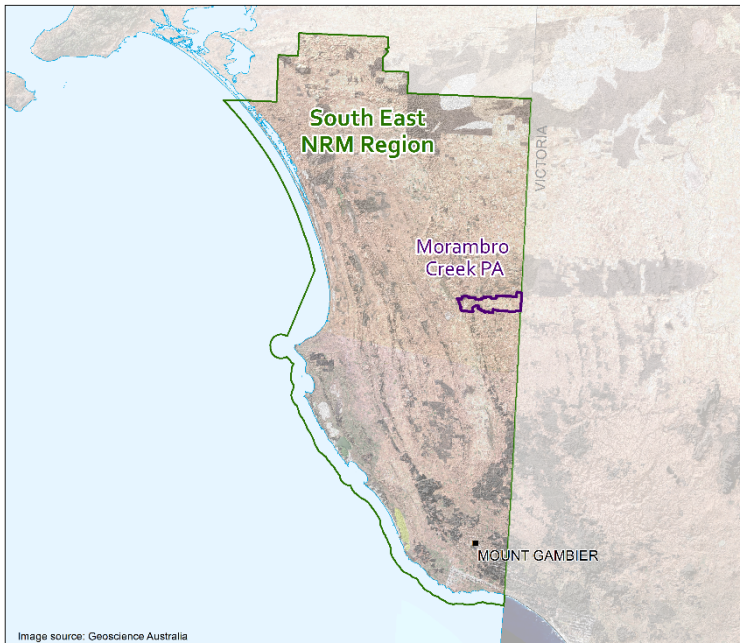 South East
NRM Region
VICTORIA
Morambro
Creek PA
MOUNT GAMBIER
Image source: Geoscience Australia